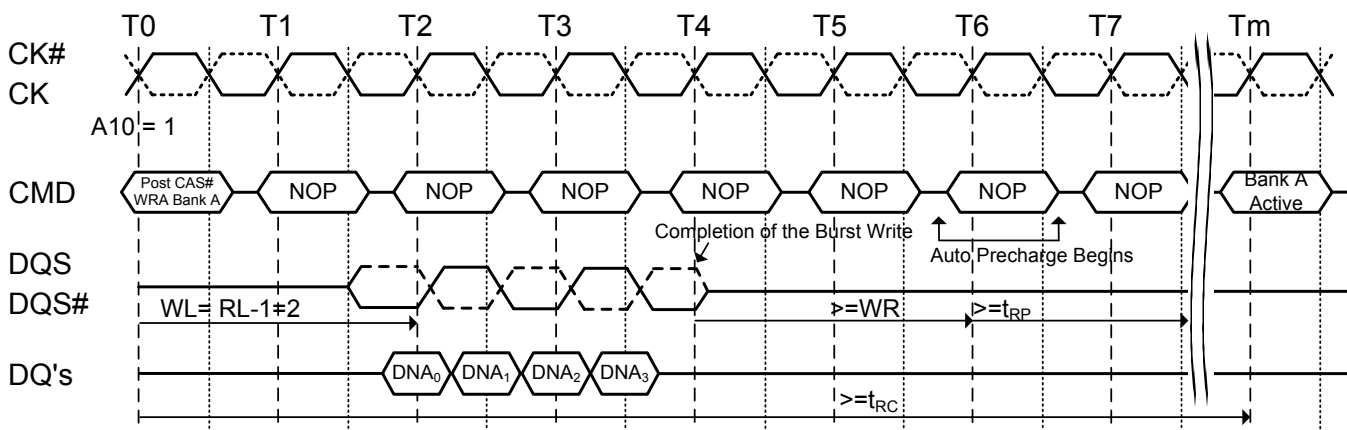 T0 T1 T2 T3 T4 T5 T6 T7 Tm
CK#
CK
A10 = 1
CMD
Post CAS#
WRA Bank A
NOP NOP NOP NOP NOP NOP NOP
Bank A
Active
Completion of the Burst Write
Auto Precharge Begins
DQS
DQS#
WL= RL-1=2
>=WR
>=tRP
DQ's
DNA0 DNA1 DNA2 DNA3
>=tRC